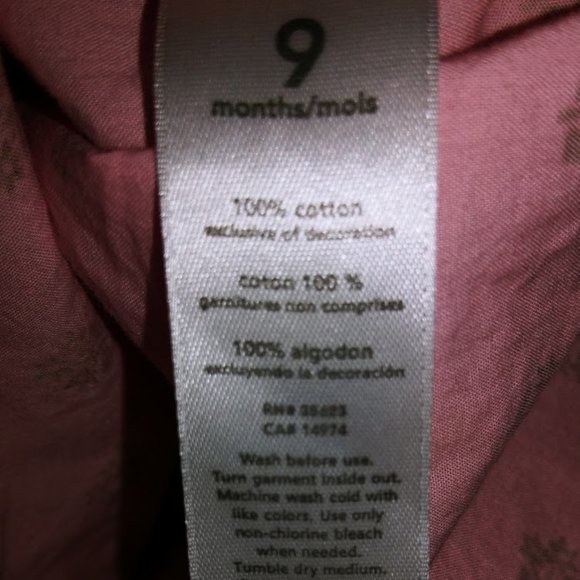 9
months/mois
100% cotton
exclusive of decoration
coton 100 %
garnitures non comprises
100% algodon
excluyendo la decoración
RN#
CA# 14974
Wash before use.
Turn garment inside out.
Machine wash cold with
like colors. Use only
non-chlorine bleach
when needed.
Tumble dry medium.